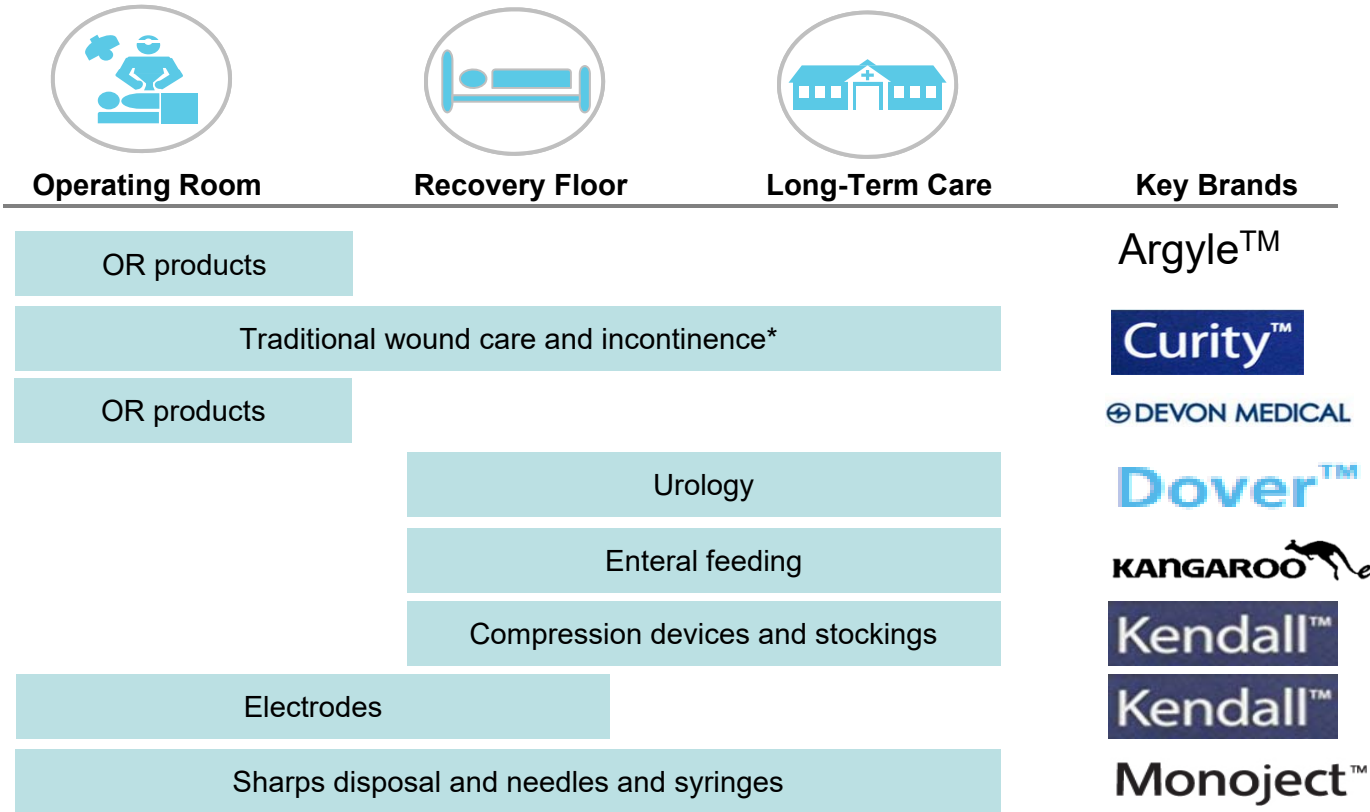 Operating Room Recovery Floor Long-Term Care Key Brands
OR products Argyle™
Traditional wound care and incontinence* Curity™
OR products DEVON MEDICAL
Urology Dover™
Enteral feeding KANGAROO e
Compression devices and stockings Kendall™
Electrodes Kendall™
Sharps disposal and needles and syringes Monoject™